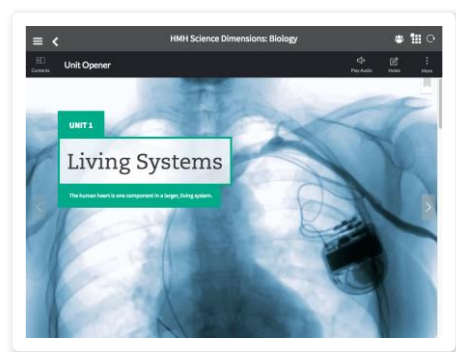 HMH Science Dimensions: Biology
Contents
Unit Opener
Play Audio
Notes
More
UNIT 1
Living Systems
The human heart is one component in a larger, living system.